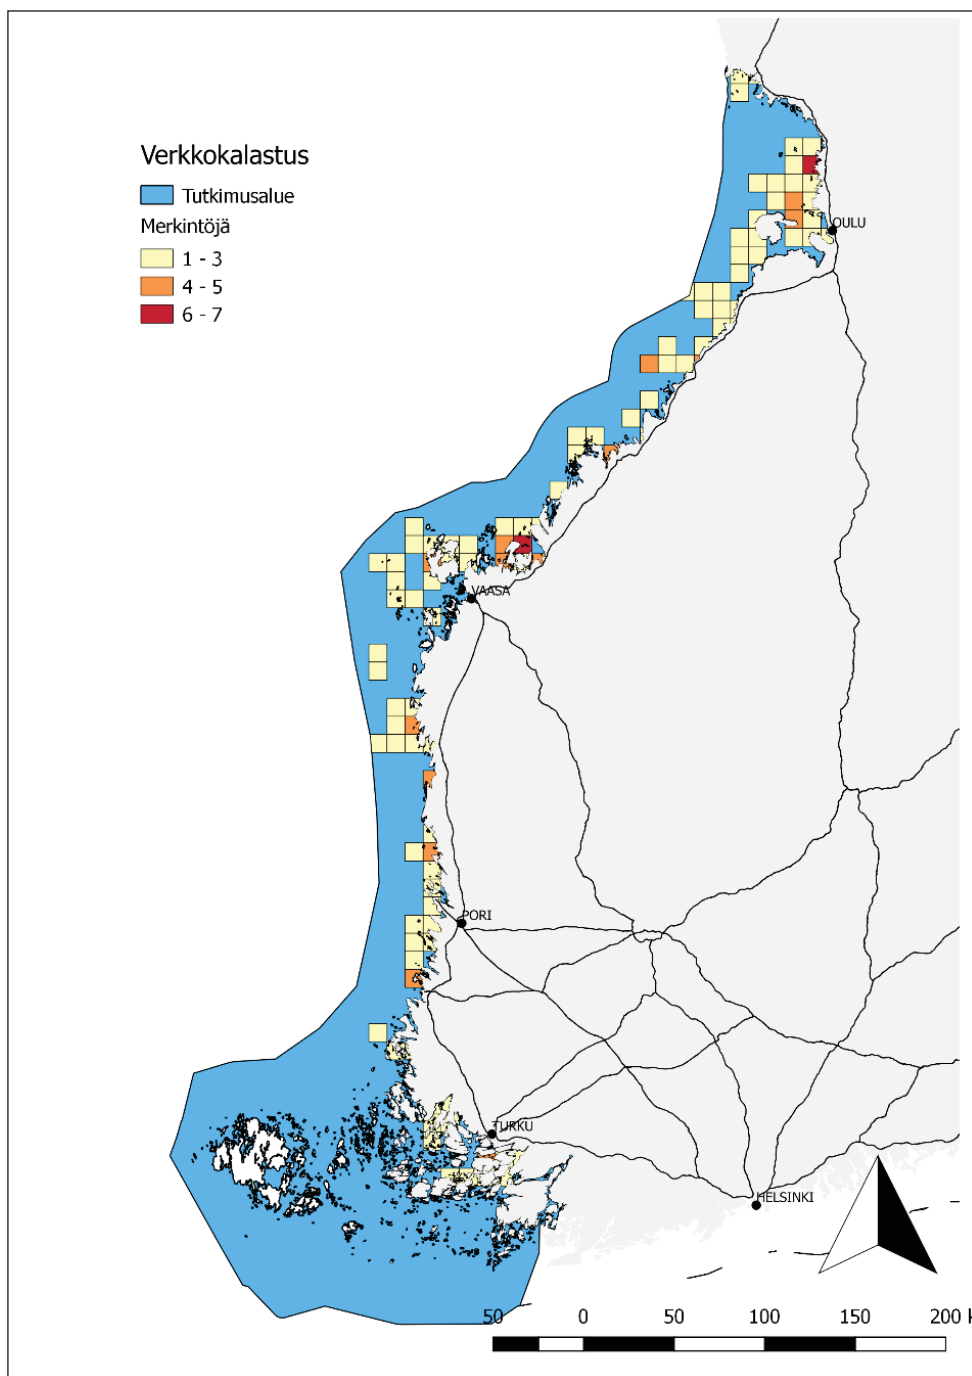 Verkkokalastus
Tutkimusalue
Merkintöjä
1 - 3
4 - 5
6 - 7
OULU
VAASA
PORI
TURKU
HELSINKI
50 0 50 100 150 200 k